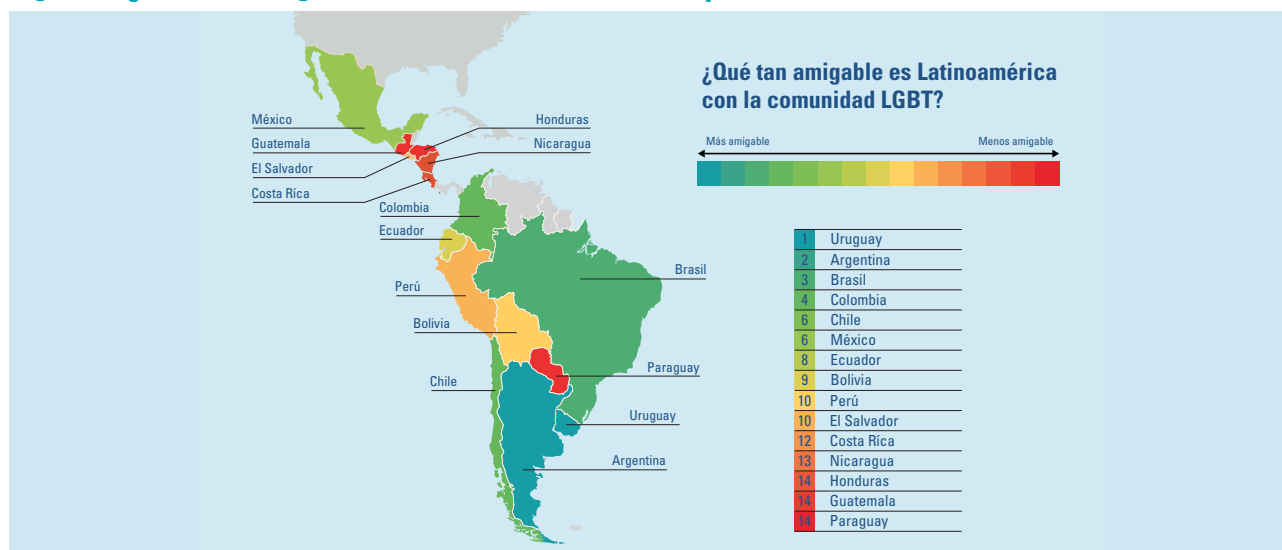 ¿Qué tan amigable es Latinoamérica
con la comunidad LGBT?
Más amigable
Menos amigable
México
Guatemala
El Salvador
Costa Ríca
Honduras
Nicaragua
Colombia
Ecuador
Perú
Bolivia
Chile
Brasil
Paraguay
Uruguay
Argentina
1 Uruguay
2 Argentina
3 Brasil
4 Colombia
6 Chile
6 México
8 Ecuador
9 Bolivia
10 Perú
10 El Salvador
12 Costa Ríca
13 Nicaragua
14 Honduras
14 Guatemala
14 Paraguay